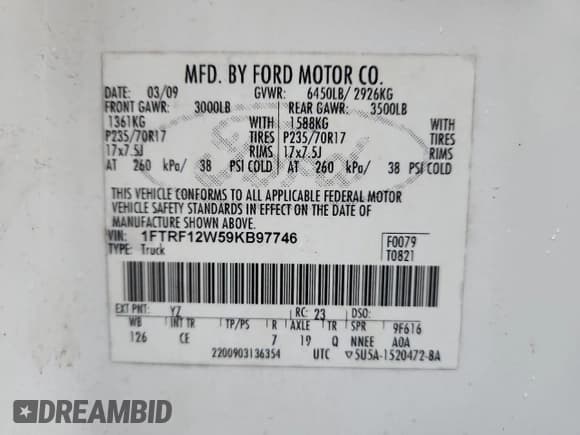 MFD. BY FORD MOTOR CO.
DATE: 03/09 GVWR: 6450LB/ 2926KG
FRONT GAWR: 3000LB REAR GAWR: 3500LB
1361KG WITH 1588KG WITH
P235/70R17 TIRES P235/70R17 TIRES
17x7.5J RIMS 17x7.5J RIMS
AT 260 kPa/ 38 PSI COLD AT 260 kPa/ 38 PSI COLD
THIS VEHICLE CONFORMS TO ALL APPLICABLE FEDERAL MOTOR
VEHICLE SAFETY STANDARDS IN EFFECT ON THE DATE OF
MANUFACTURE SHOWN ABOVE.
VIN: 1FTRF12W59KB97746 F0079
TYPE: Truck T0821
EXT PNT: YZ RC: 23 DSO:
WB INT TR TP/PS R AXLE TR SPR 9F616
126 CE 7 19 Q NNEE A0A
2200903136354 UTC ▽5U5A-1520472-BA
AUTODREAMBID